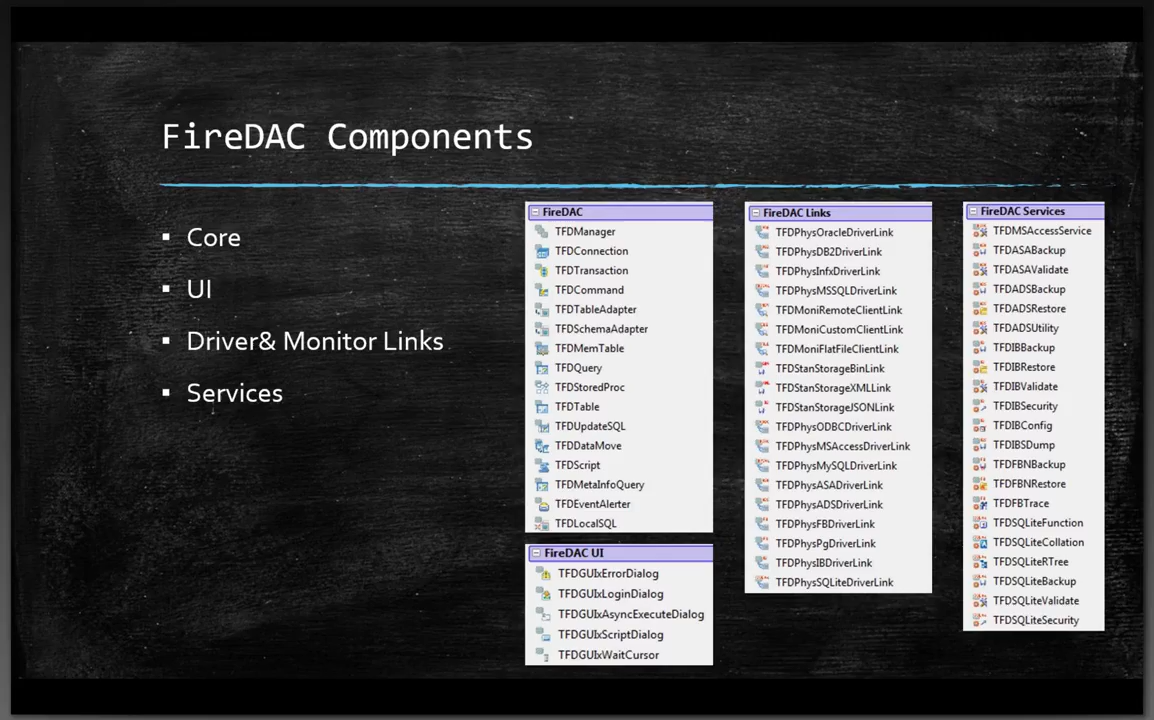 FireDAC Components
Core
UI
Driver& Monitor Links
Services
FireDAC
TFDManager
TFDConnection
TFDTransaction
TFDCommand
TFDTableAdapter
TFDSchemaAdapter
TFDMemTable
TFDQuery
TFDStoredProc
TFDTable
TFDUpdateSQL
TFDDataMove
TFDScript
TFDMetaInfoQuery
TFDEventAlerter
TFDLocalSQL
FireDAC UI
TFDGUIxErrorDialog
TFDGUIxLoginDialog
TFDGUIxAsyncExecuteDialog
TFDGUIxScriptDialog
TFDGUIxWaitCursor
FireDAC Links
TFDPhysOracleDriverLink
TFDPhysDB2DriverLink
TFDPhysInfxDriverLink
TFDPhysMSSQLDriverLink
TFDMoniRemoteClientLink
TFDMoniCustomClientLink
TFDMoniFlatFileClientLink
TFDStanStorageBinLink
TFDStanStorageXMLLink
TFDStanStorageJSONLink
TFDPhysODBCDriverLink
TFDPhysMSAccessDriverLink
TFDPhysMySQLDriverLink
TFDPhysASADriverLink
TFDPhysADSDriverLink
TFDPhysFBDriverLink
TFDPhysPgDriverLink
TFDPhysIBDriverLink
TFDPhysSQLiteDriverLink
FireDAC Services
TFDMSAccessService
TFDASABackup
TFDASAValidate
TFDADSBackup
TFDADSRestore
TFDADSUtility
TFDIBBackup
TFDIBRestore
TFDIBValidate
TFDIBSecurity
TFDIBConfig
TFDIBSDump
TFDFBNBackup
TFDFBNRestore
TFDFBTrace
TFDSQLiteFunction
TFDSQLiteCollation
TFDSQLiteRTree
TFDSQLiteBackup
TFDSQLiteValidate
TFDSQLiteSecurity